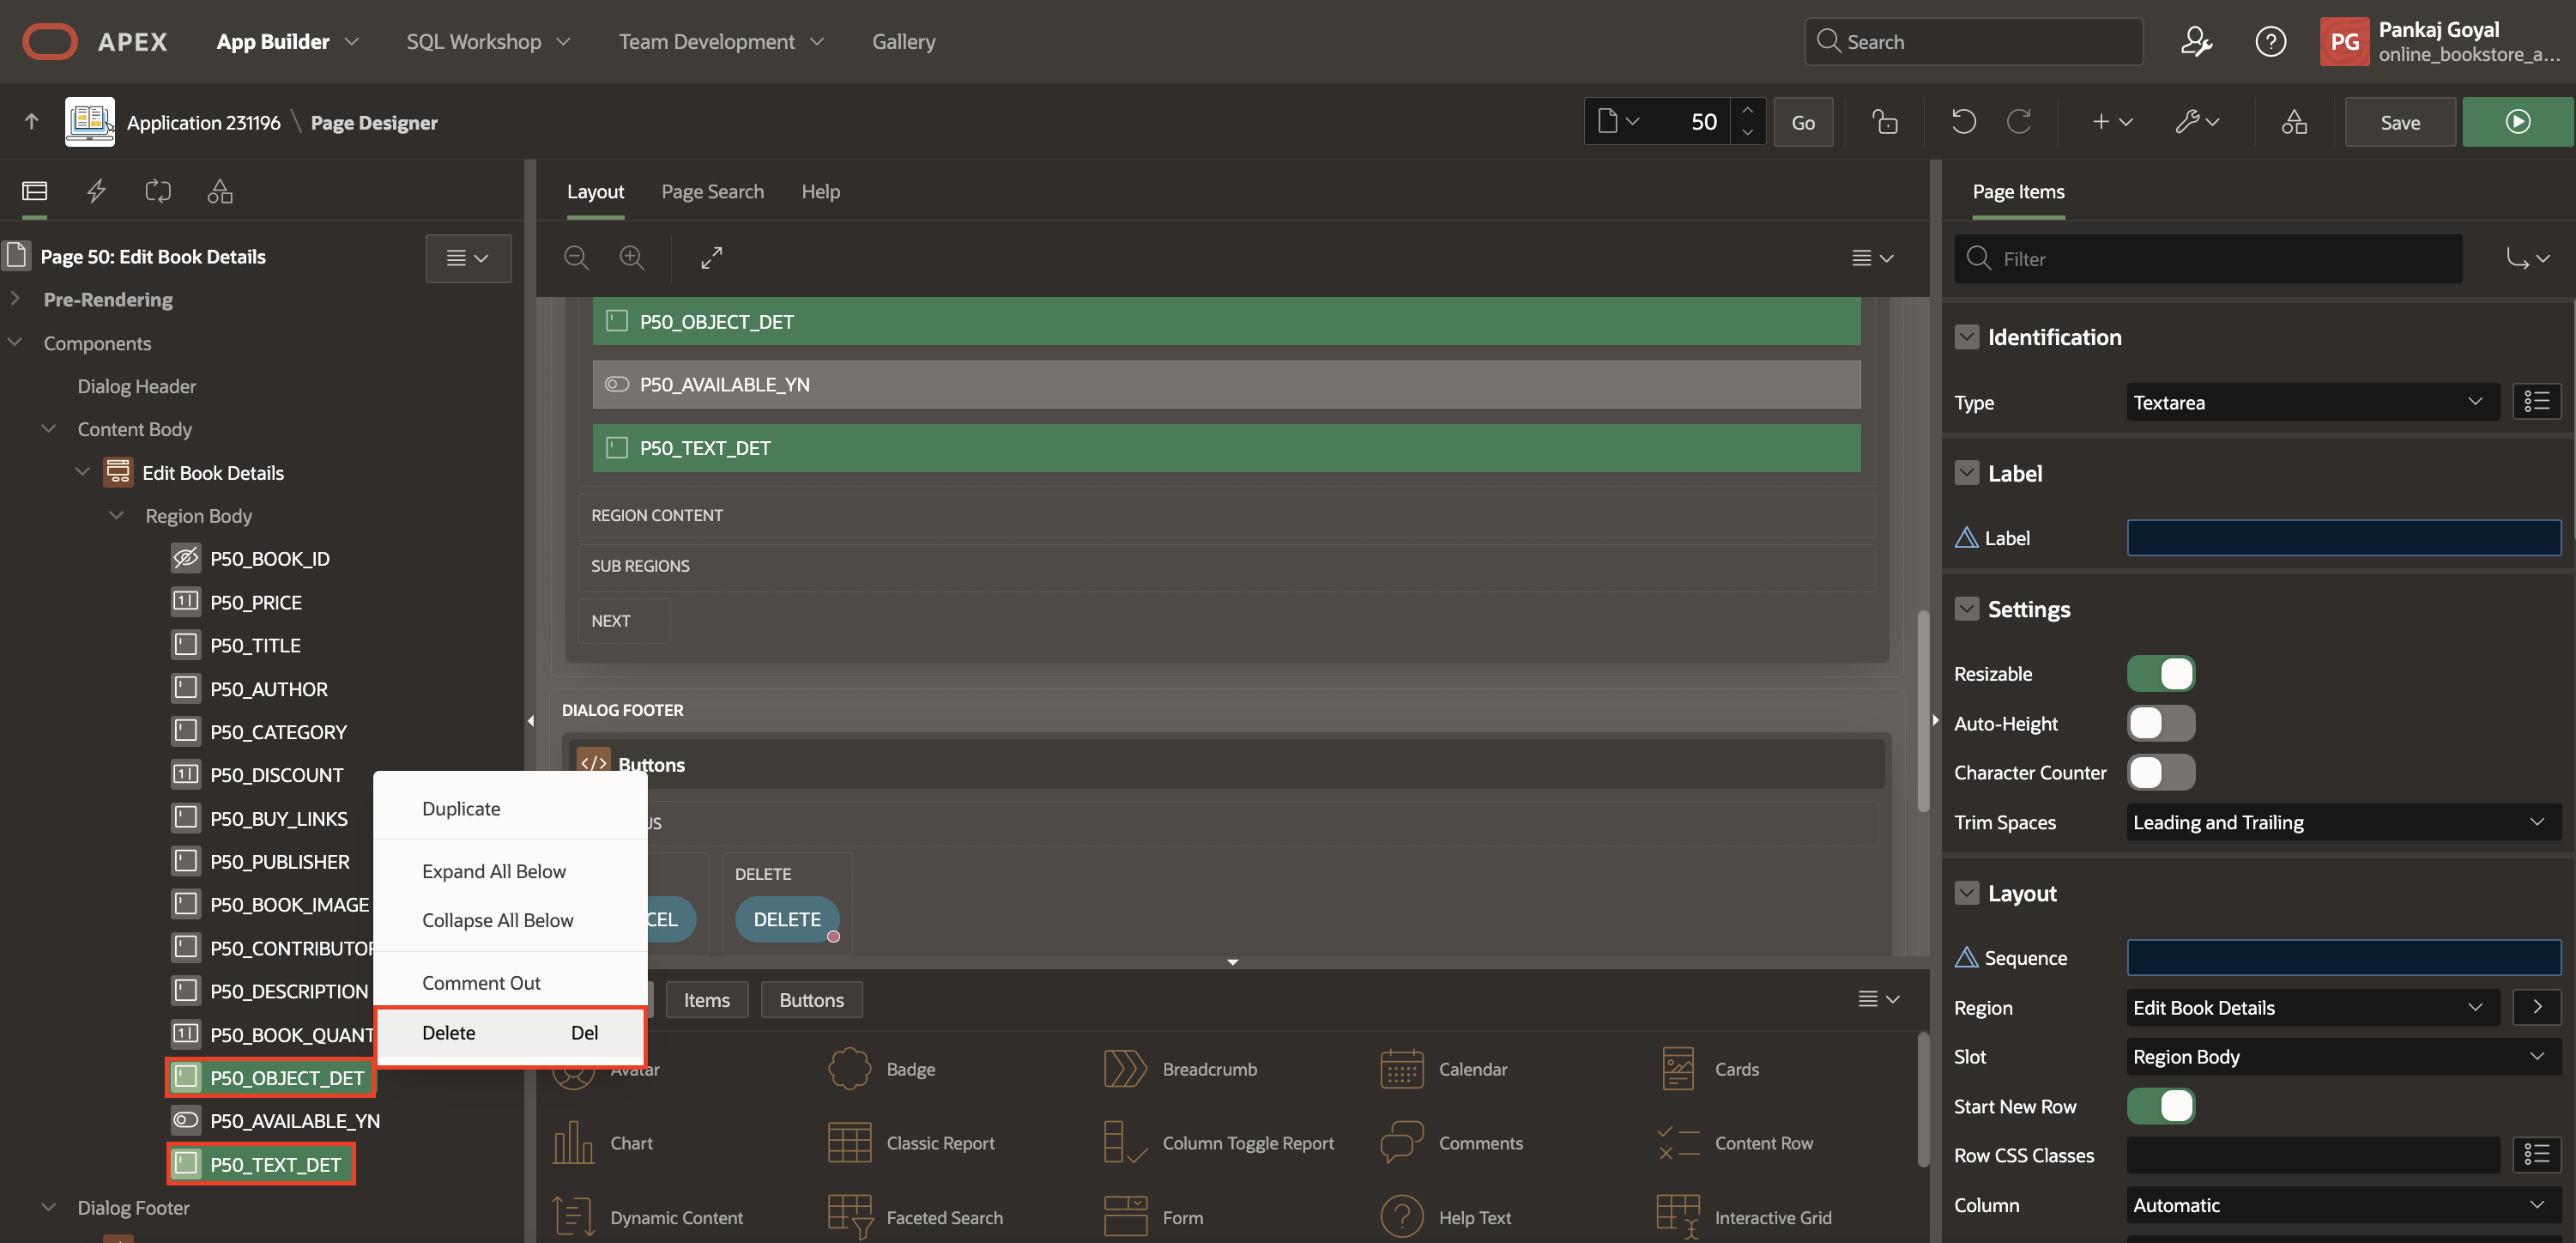 APEX App Builder SQL Workshop Team Development Gallery Search PG Pankaj Goyal
online_bookstore_a...
Application 231196 \ Page Designer 50 Go Save
Layout Page Search Help
Page Items
Page 50: Edit Book Details
Pre-Rendering
Components
Dialog Header
Content Body
Edit Book Details
Region Body
P50_BOOK_ID
P50_PRICE
P50_TITLE
P50_AUTHOR
P50_CATEGORY
P50_DISCOUNT
P50_BUY_LINKS
P50_PUBLISHER
P50_BOOK_IMAGE
P50_CONTRIBUTOR
P50_DESCRIPTION
P50_BOOK_QUANT
P50_OBJECT_DET
P50_AVAILABLE_YN
P50_TEXT_DET
Dialog Footer
Duplicate
Expand All Below
Collapse All Below
Comment Out
Delete Del
P50_OBJECT_DET
P50_AVAILABLE_YN
P50_TEXT_DET
REGION CONTENT
SUB REGIONS
NEXT
DIALOG FOOTER
</> Buttons
US
DELETE
CEL DELETE
Items Buttons
Avatar Badge Breadcrumb Calendar Cards
Chart Classic Report Column Toggle Report Comments Content Row
Dynamic Content Faceted Search Form Help Text Interactive Grid
Filter
Identification
Type Textarea
Label
Label
Settings
Resizable
Auto-Height
Character Counter
Trim Spaces Leading and Trailing
Layout
Sequence
Region Edit Book Details
Slot Region Body
Start New Row
Row CSS Classes
Column Automatic